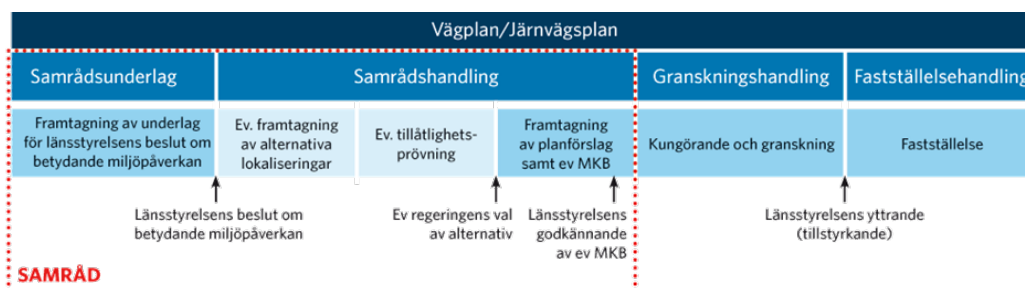 Vägplan/Järnvägsplan
Samrådsunderlag
Samrådshandling
Granskningshandling
Fastställelsehandling
Framtagning av underlag
för länsstyrelsens beslut om
betydande miljöpåverkan
Ev. framtagning
av alternativa
lokaliseringar
Ev. tillåtlighets-
prövning
Framtagning
av planförslag
samt ev MKB
Kungörande och granskning
Fastställelse
Länsstyrelsens beslut om
betydande miljöpåverkan
Ev regeringens val
av alternativ
Länsstyrelsens
godkännande
av ev MKB
Länsstyrelsens yttrande
(tillstyrkande)
SAMRÅD